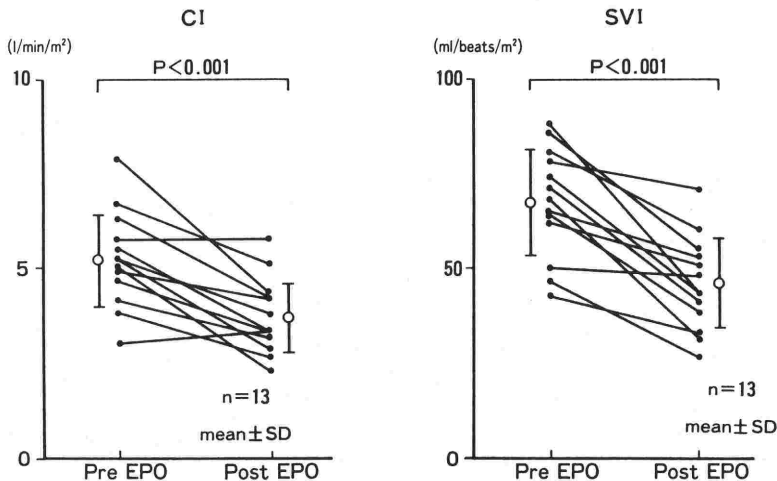 CI
(l/min/m²)
10
P<0.001
5
n=13
mean±SD
0
Pre EPO
Post EPO
SVI
(ml/beats/m²)
100
P<0.001
50
n=13
mean±SD
0
Pre EPO
Post EPO